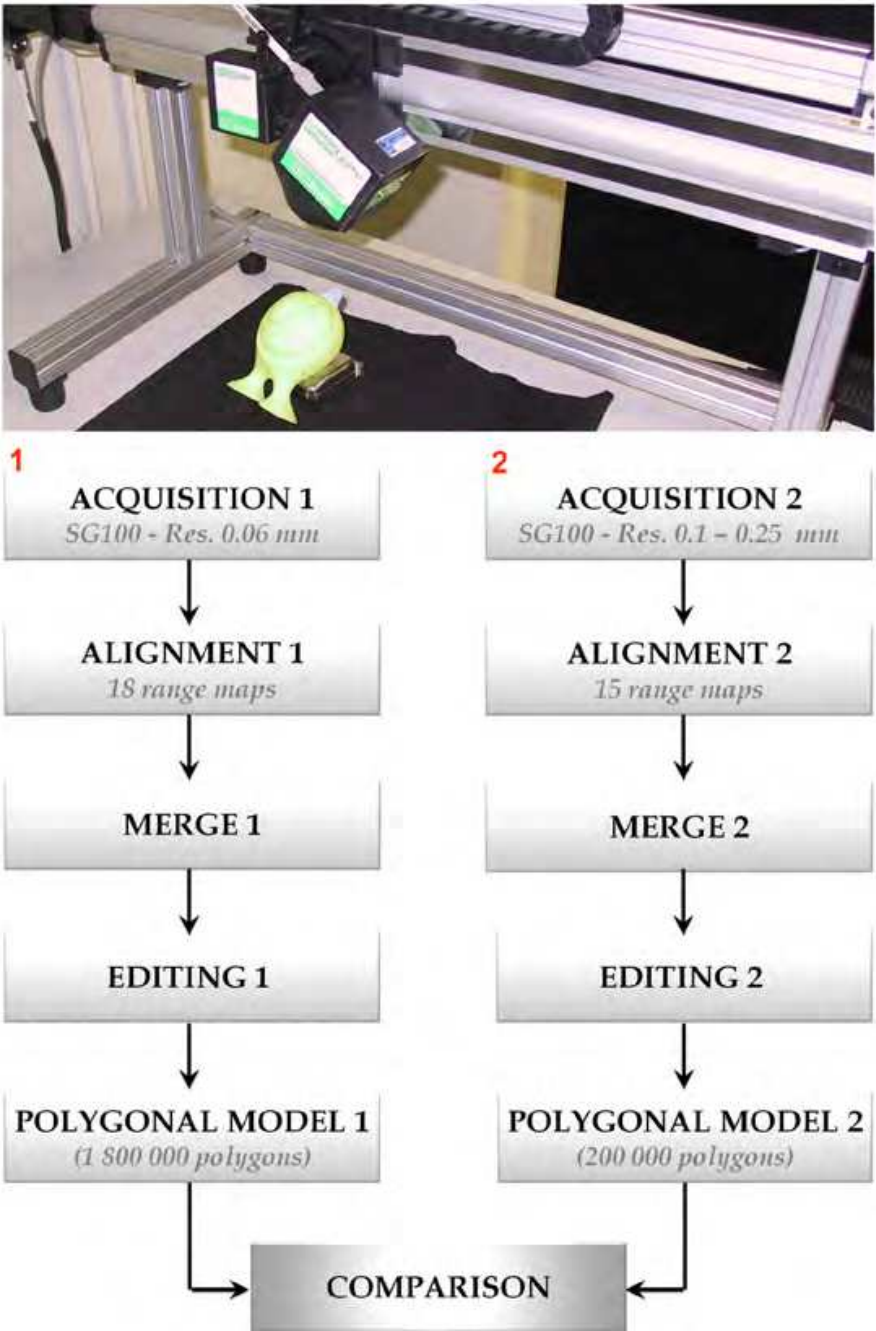 1
ACQUISITION 1
SG100 - Res. 0.06 mm
ALIGNMENT 1
18 range maps
MERGE 1
EDITING 1
POLYGONAL MODEL 1
(1 800 000 polygons)
2
ACQUISITION 2
SG100 - Res. 0.1 – 0.25 mm
ALIGNMENT 2
15 range maps
MERGE 2
EDITING 2
POLYGONAL MODEL 2
(200 000 polygons)
COMPARISON